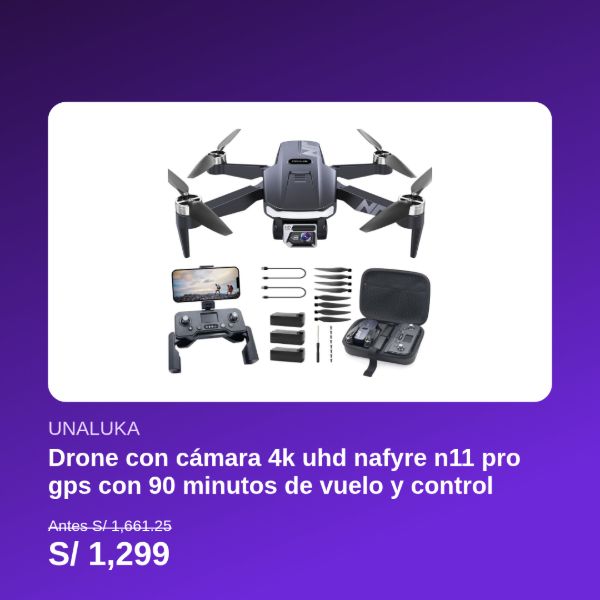 UNALUKA
Drone con cámara 4k uhd nafyre n11 pro
gps con 90 minutos de vuelo y control
Antes S/ 1,661.25
S/ 1,299